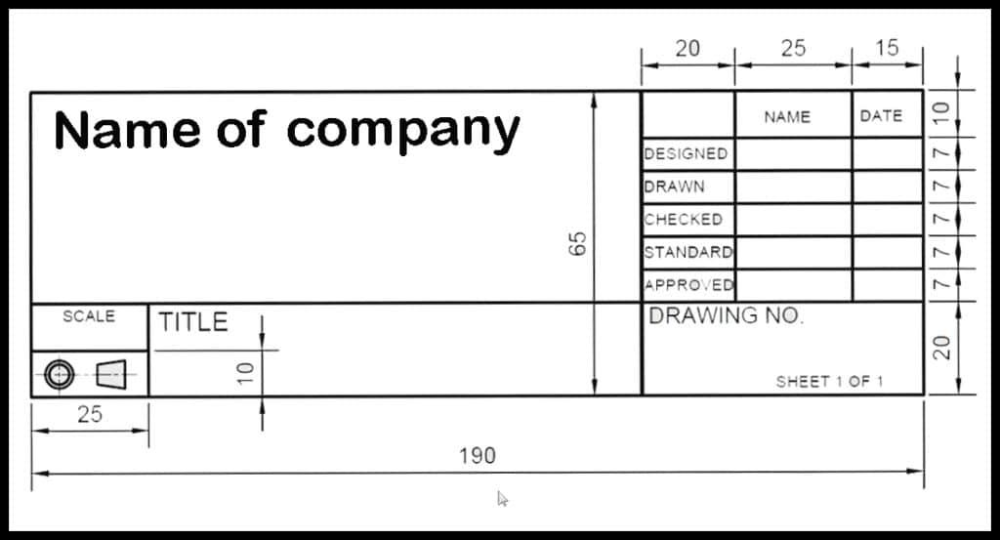 20 25 15
Name of company
NAME DATE 10
DESIGNED 7
DRAWN 7
CHECKED 7
65
STANDARD 7
APPROVED 7
SCALE TITLE DRAWING NO.
10 20
SHEET 1 OF 1
25
190